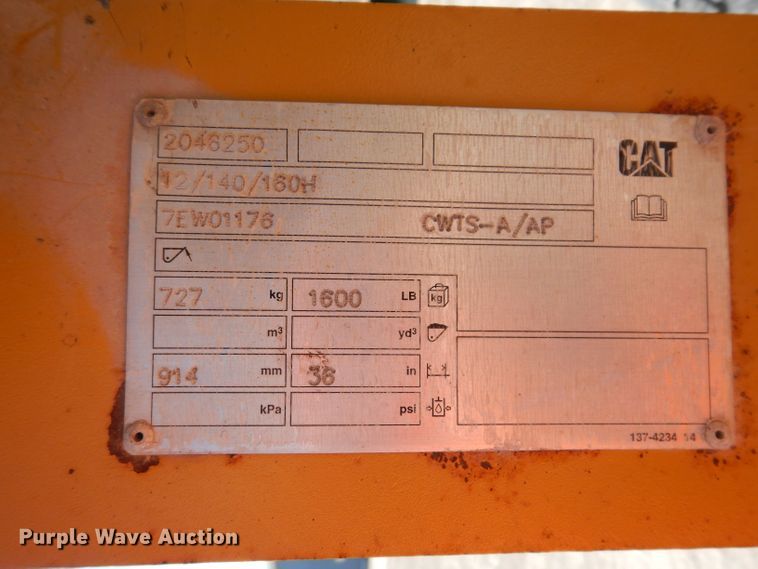 2046250
CAT
12/140/160H
7EW01176 CWTS-A/AP
727 kg 1600 LB kg
m³ yd³
914 mm 36 in
kPa psi
137-4234 14
Purple Wave Auction